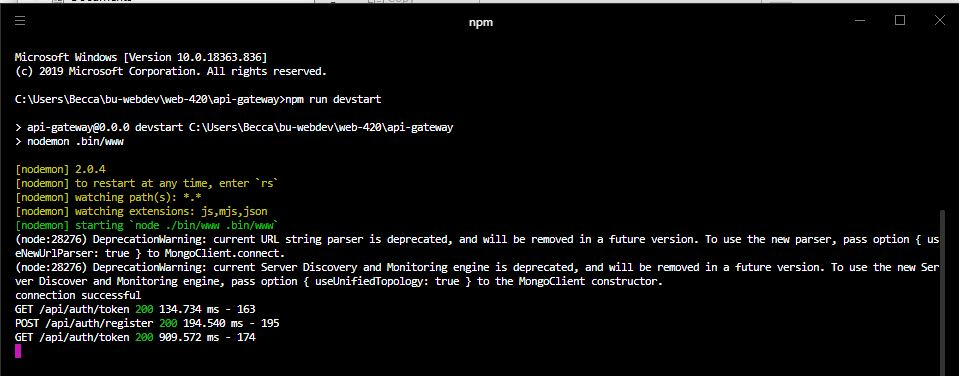 npm
Microsoft Windows [Version 10.0.18363.836]
(c) 2019 Microsoft Corporation. All rights reserved.
C:\Users\Becca\bu-webdev\web-420\api-gateway>npm run devstart
> api-gateway@0.0.0 devstart C:\Users\Becca\bu-webdev\web-420\api-gateway
> nodemon .bin/www
[nodemon] 2.0.4
[nodemon] to restart at any time, enter `rs`
[nodemon] watching path(s): *.*
[nodemon] watching extensions: js,mjs,json
[nodemon] starting `node ./bin/www .bin/www`
(node:28276) DeprecationWarning: current URL string parser is deprecated, and will be removed in a future version. To use the new parser, pass option { us
eNewUrlParser: true } to MongoClient.connect.
(node:28276) DeprecationWarning: current Server Discovery and Monitoring engine is deprecated, and will be removed in a future version. To use the new Ser
ver Discover and Monitoring engine, pass option { useUnifiedTopology: true } to the MongoClient constructor.
connection successful
GET /api/auth/token 200 134.734 ms - 163
POST /api/auth/register 200 194.540 ms - 195
GET /api/auth/token 200 909.572 ms - 174